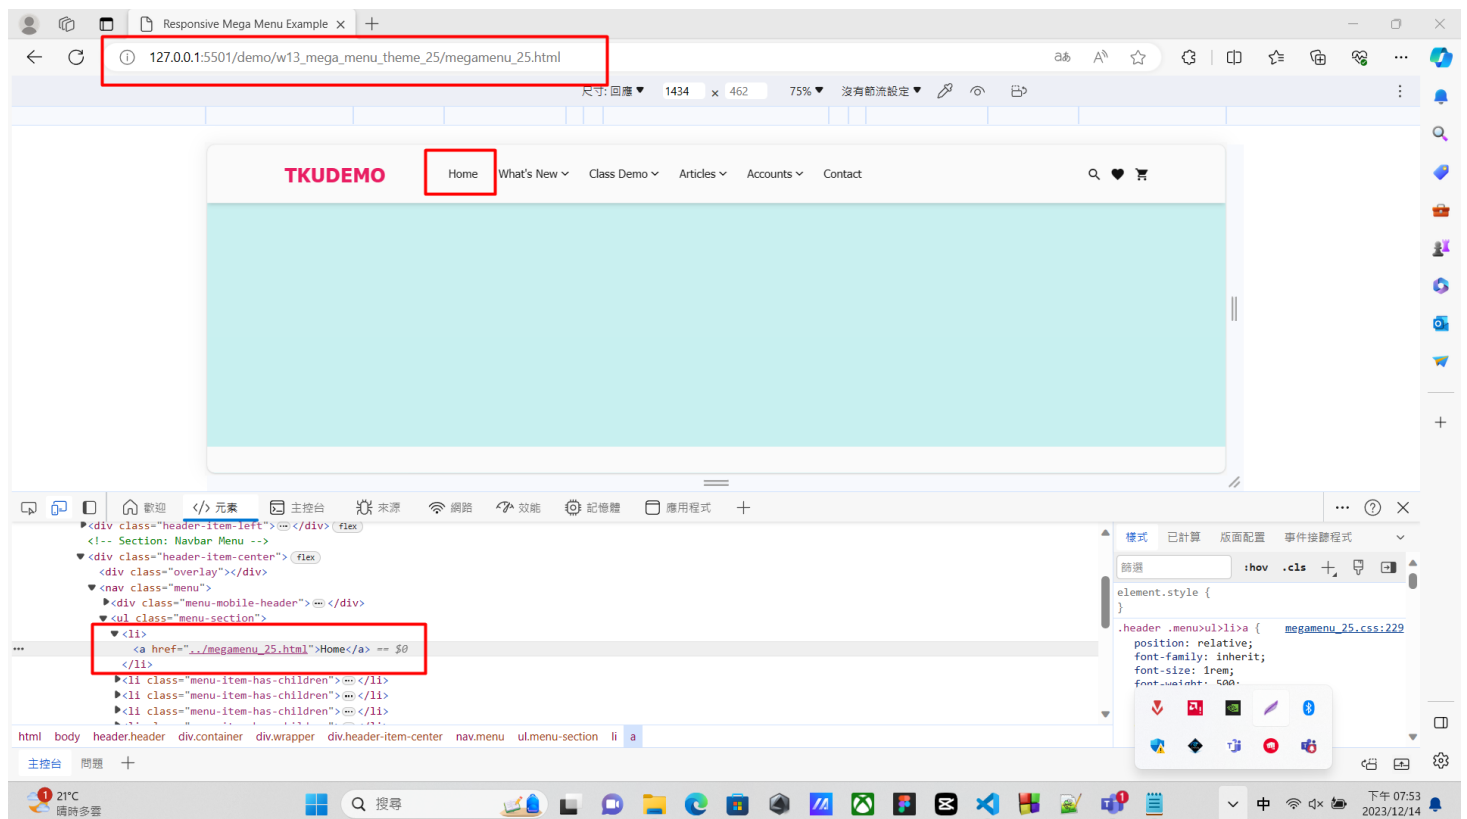 Responsive Mega Menu Example
127.0.0.1:5501/demo/w13_mega_menu_theme_25/megamenu_25.html
尺寸: 回應 ▼ 1434 x 462 75% ▼ 沒有節流設定 ▼
TKUDEMO Home What's New Class Demo Articles Accounts Contact
歡迎 </> 元素 主控台 來源 網路 效能 記憶體 應用程式
<div class="header-item-left">…</div> flex
<!-- Section: Navbar Menu -->
<div class="header-item-center"> flex
<div class="overlay"></div>
<nav class="menu">
<div class="menu-mobile-header">…</div>
<ul class="menu-section">
<li>
<a href="../megamenu_25.html">Home</a> == $0
</li>
<li class="menu-item-has-children">…</li>
<li class="menu-item-has-children">…</li>
<li class="menu-item-has-children">…</li>
html body header.header div.container div.wrapper div.header-item-center nav.menu ul.menu-section li a
樣式 已計算 版面配置 事件接聽程式
篩選 :hov .cls
element.style {
}
.header .menu>ul>li>a { megamenu_25.css:229
position: relative;
font-family: inherit;
font-size: 1rem;
font-weight: 500;
主控台 問題
1 21°C
晴時多雲
搜尋
1
中
下午 07:53
2023/12/14